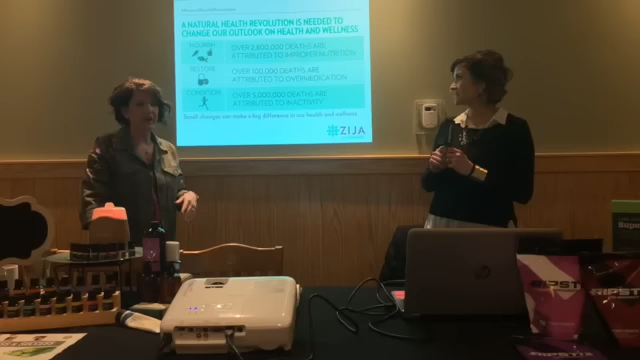 A NATURAL HEALTH REVOLUTION IS NEEDED TO
CHANGE OUR OUTLOOK ON HEALTH AND WELLNESS
NOURISH
OVER 2,800,000 DEATHS ARE
ATTRIBUTED TO IMPROPER NUTRITION
RESTORE
OVER 100,000 DEATHS ARE
ATTRIBUTED TO OVERMEDICATION
CONDITION
OVER 5,000,000 DEATHS ARE
ATTRIBUTED TO INACTIVITY
Small changes can make a big difference in our health and wellness
ZIJA
hp
RIPSTX